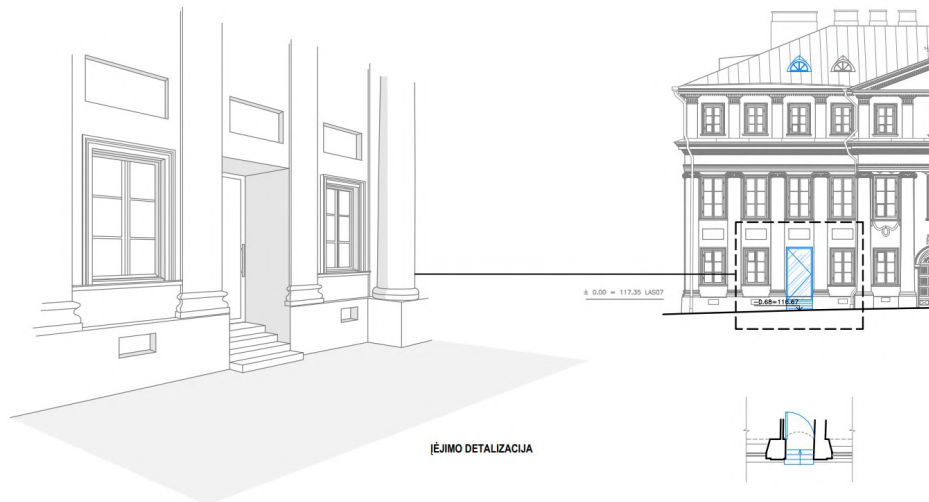 ± 0.00 = 117.35 LAS07
-0.68=116.67
ĮĖJIMO DETALIZACIJA